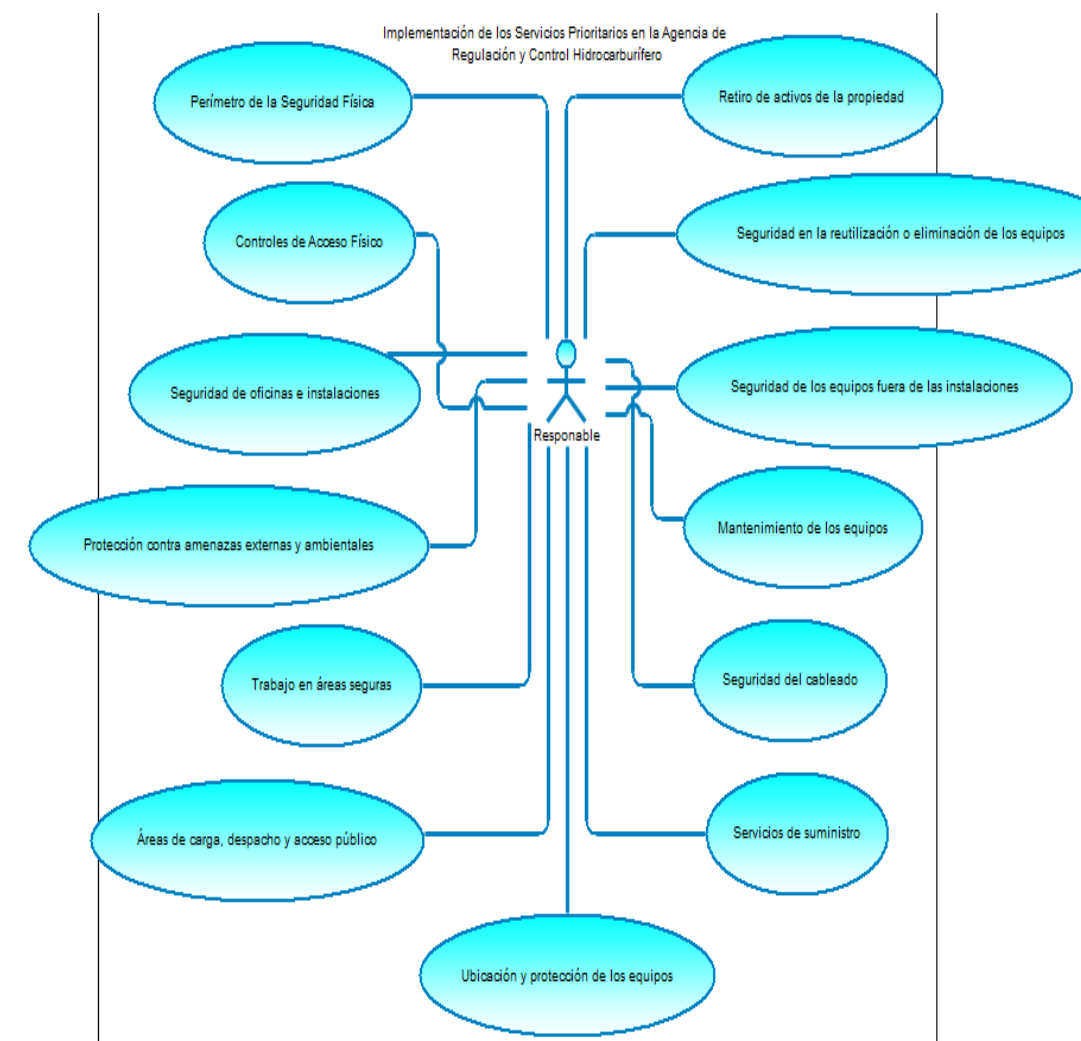 Implementación de los Servicios Prioritarios en la Agencia de
Regulación y Control Hidrocarburífero
Perímetro de la Seguridad Física
Retiro de activos de la propiedad
Controles de Acceso Físico
Seguridad en la reutilización o eliminación de los equipos
Seguridad de oficinas e instalaciones
Seguridad de los equipos fuera de las instalaciones
Responable
Mantenimiento de los equipos
Protección contra amenazas externas y ambientales
Trabajo en áreas seguras
Seguridad del cableado
Áreas de carga, despacho y acceso público
Servicios de suministro
Ubicación y protección de los equipos